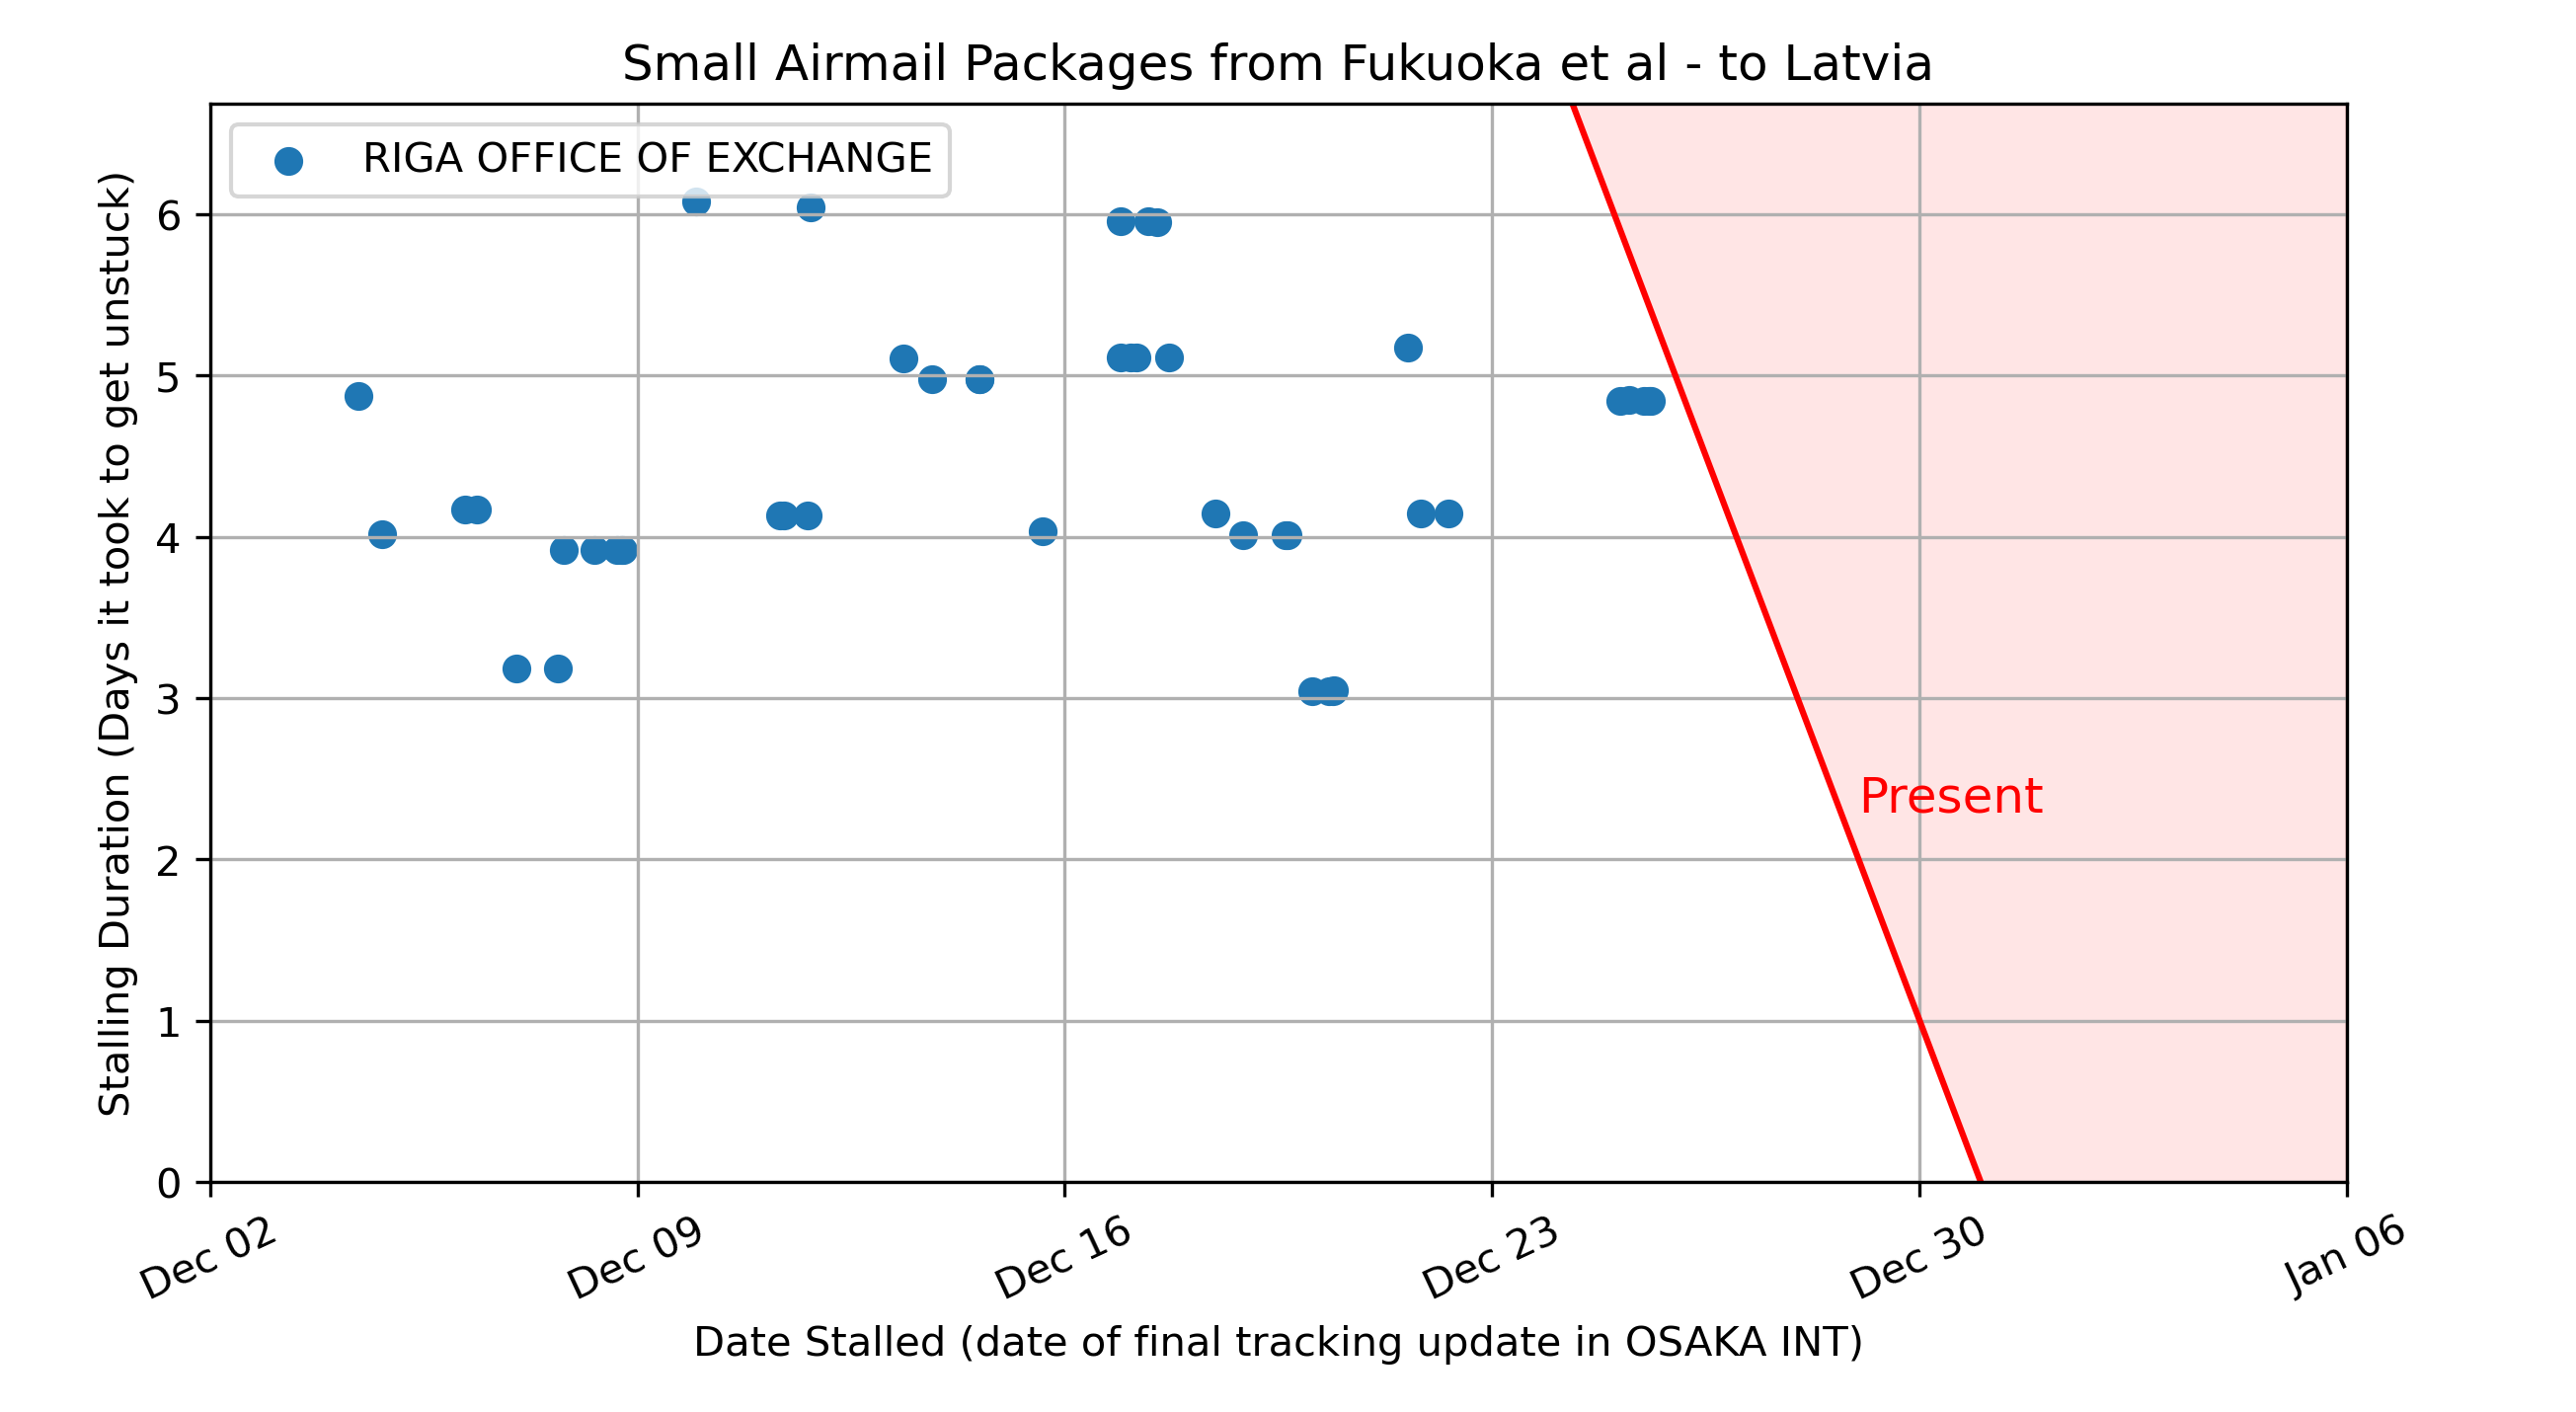 Small Airmail Packages from Fukuoka et al - to Latvia
RIGA OFFICE OF EXCHANGE
Stalling Duration (Days it took to get unstuck)
6
5
4
3
2
1
0
Present
Dec 02
Dec 09
Dec 16
Dec 23
Dec 30
Jan 06
Date Stalled (date of final tracking update in OSAKA INT)